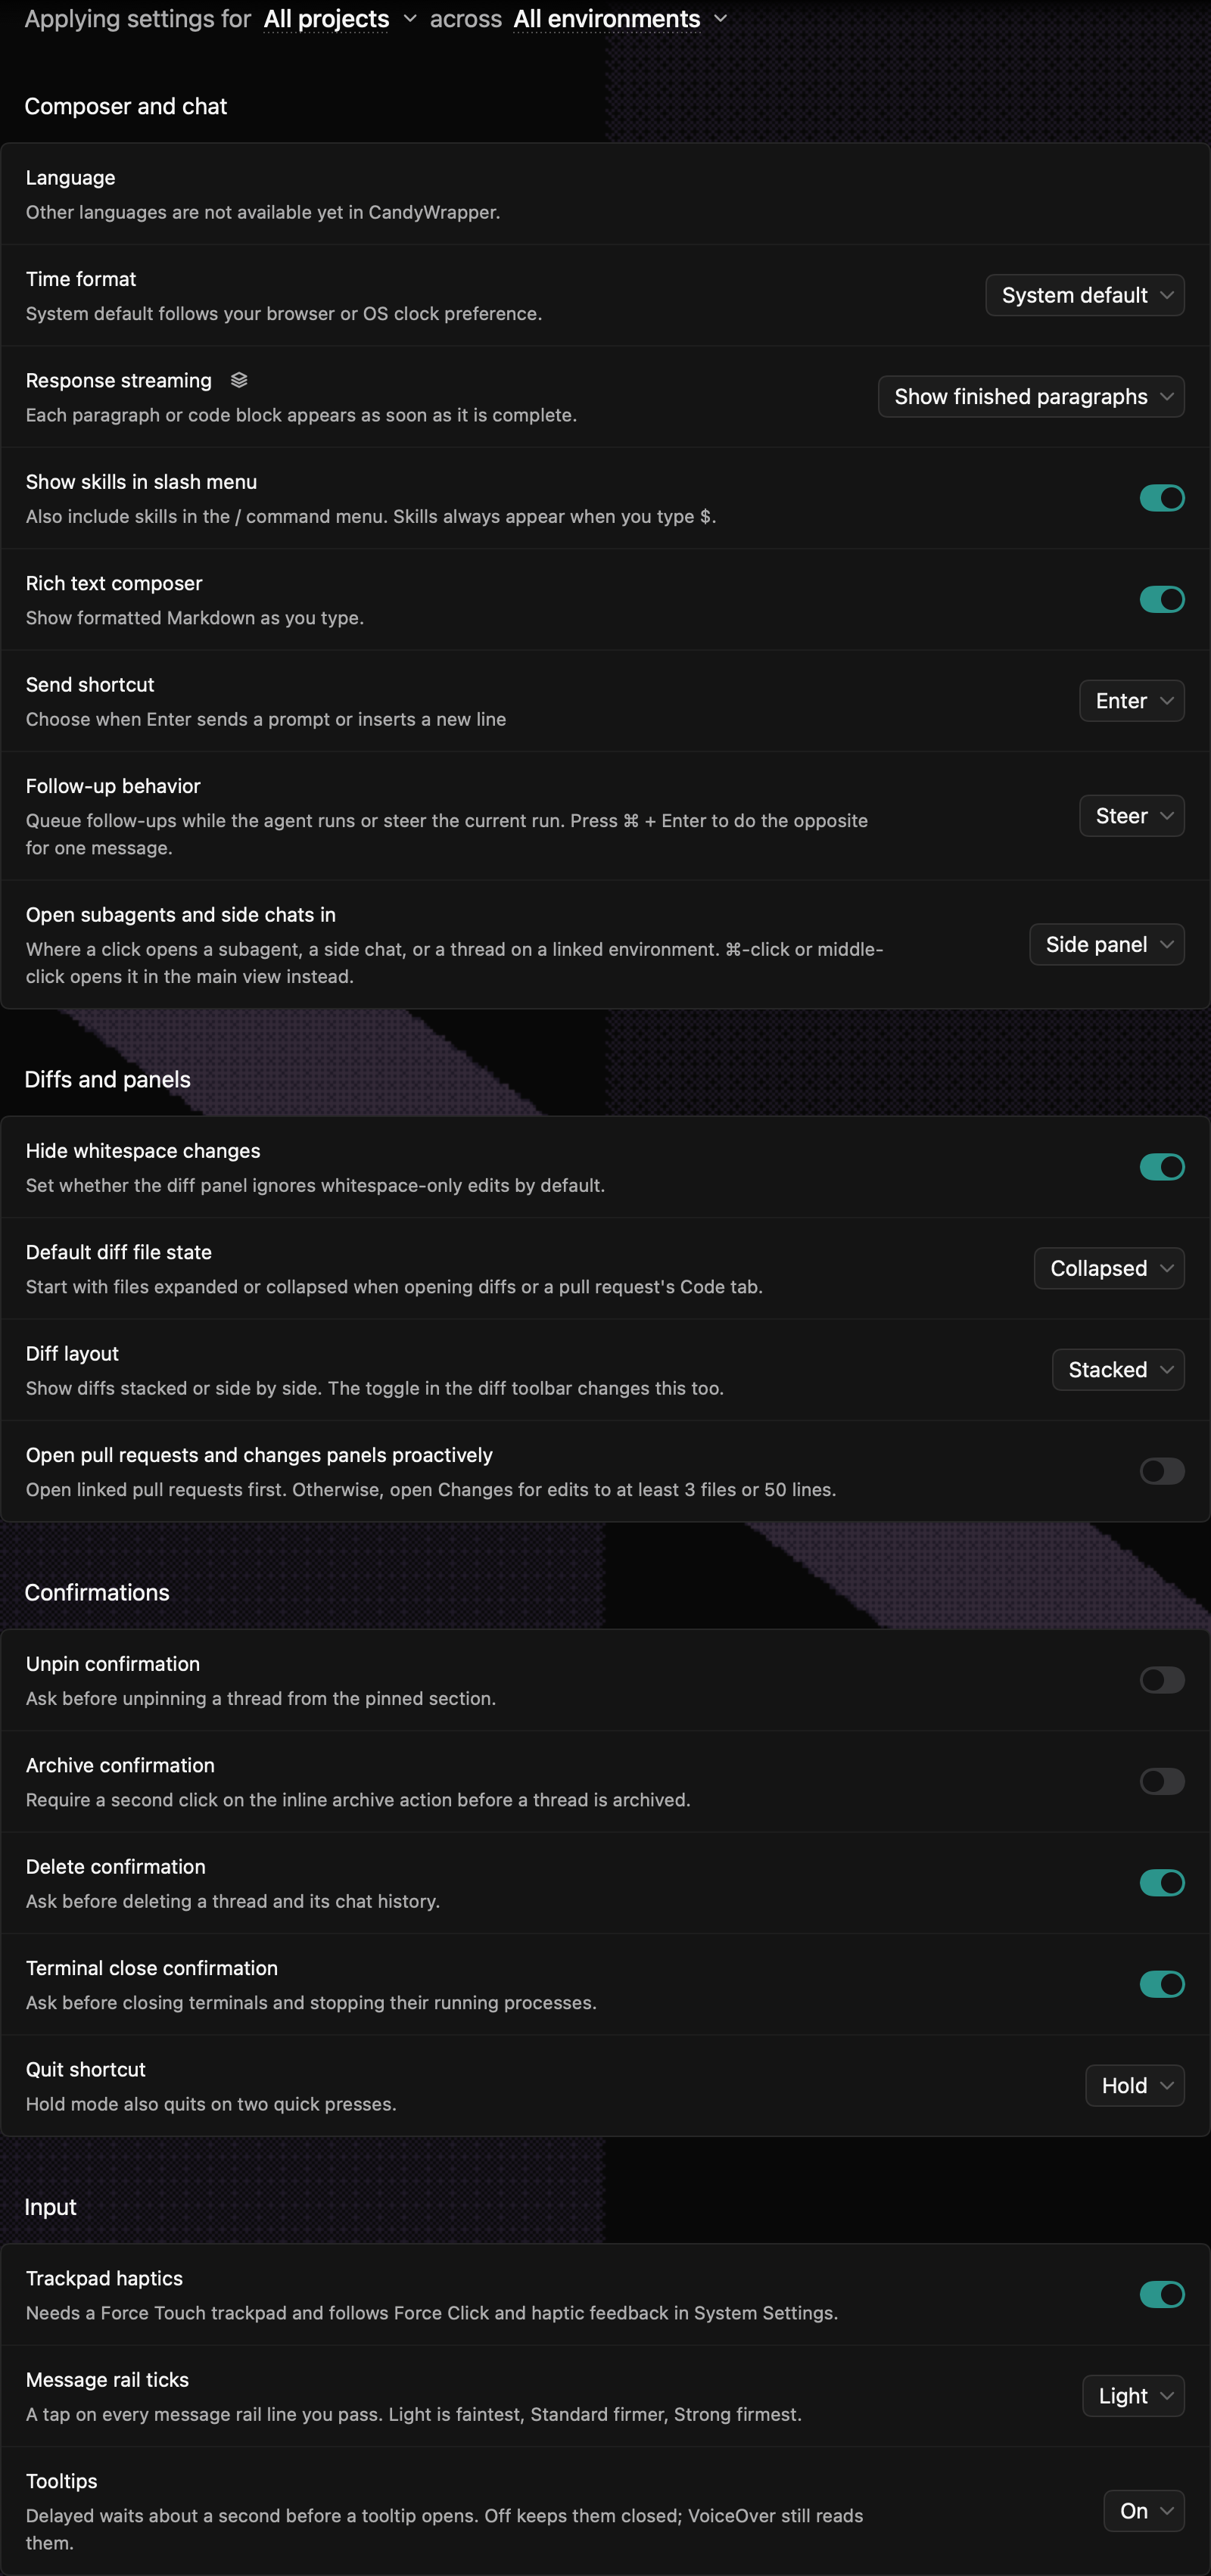 Applying settings for All projects across All environments
Composer and chat
Language
Other languages are not available yet in CandyWrapper.
Time format
System default follows your browser or OS clock preference.
System default
Response streaming
Each paragraph or code block appears as soon as it is complete.
Show finished paragraphs
Show skills in slash menu
Also include skills in the / command menu. Skills always appear when you type $.
Rich text composer
Show formatted Markdown as you type.
Send shortcut
Choose when Enter sends a prompt or inserts a new line
Enter
Follow-up behavior
Queue follow-ups while the agent runs or steer the current run. Press ⌘ + Enter to do the opposite
for one message.
Steer
Open subagents and side chats in
Where a click opens a subagent, a side chat, or a thread on a linked environment. ⌘-click or middle-
click opens it in the main view instead.
Side panel
Diffs and panels
Hide whitespace changes
Set whether the diff panel ignores whitespace-only edits by default.
Default diff file state
Start with files expanded or collapsed when opening diffs or a pull request's Code tab.
Collapsed
Diff layout
Show diffs stacked or side by side. The toggle in the diff toolbar changes this too.
Stacked
Open pull requests and changes panels proactively
Open linked pull requests first. Otherwise, open Changes for edits to at least 3 files or 50 lines.
Confirmations
Unpin confirmation
Ask before unpinning a thread from the pinned section.
Archive confirmation
Require a second click on the inline archive action before a thread is archived.
Delete confirmation
Ask before deleting a thread and its chat history.
Terminal close confirmation
Ask before closing terminals and stopping their running processes.
Quit shortcut
Hold mode also quits on two quick presses.
Hold
Input
Trackpad haptics
Needs a Force Touch trackpad and follows Force Click and haptic feedback in System Settings.
Message rail ticks
A tap on every message rail line you pass. Light is faintest, Standard firmer, Strong firmest.
Light
Tooltips
Delayed waits about a second before a tooltip opens. Off keeps them closed; VoiceOver still reads
them.
On